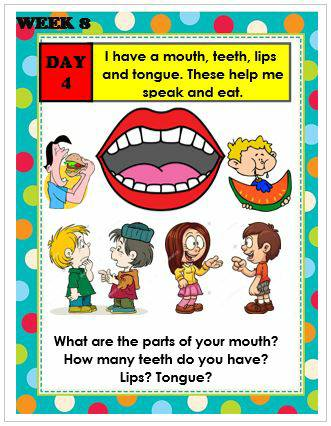 WEEK 8
DAY
4
I have a mouth, teeth, lips
and tongue. These help me
speak and eat.
What are the parts of your mouth?
How many teeth do you have?
Lips? Tongue?